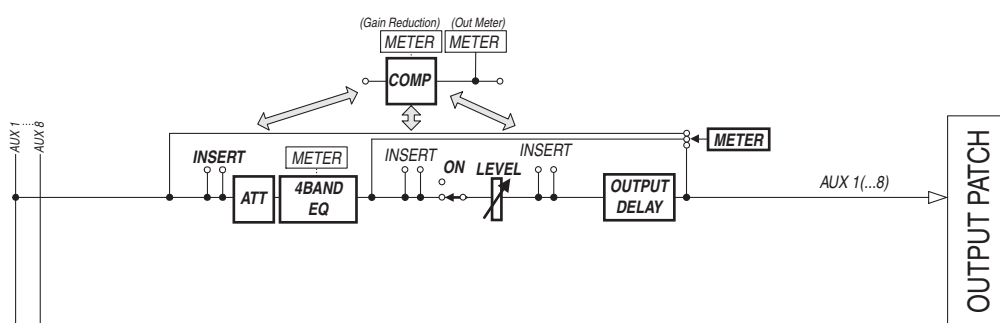 (Gain Reduction) (Out Meter)
METER METER
COMP
AUX 1
AUX 8
METER
INSERT
METER
INSERT
ON
LEVEL
INSERT
ATT
4BAND
EQ
OUTPUT
DELAY
AUX 1(...8)
OUTPUT PATCH